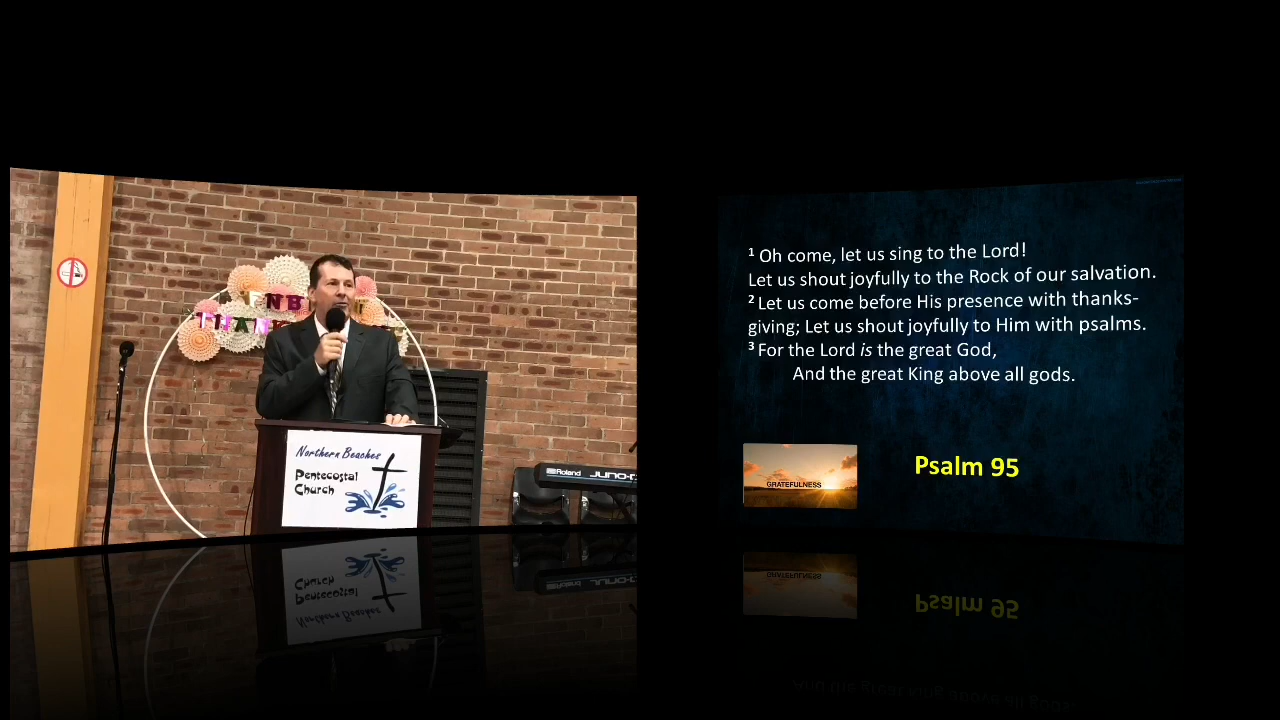 NB
THAN
Northern Beaches
Pentecostal
Church
Roland JUNO-
¹ Oh come, let us sing to the Lord!
Let us shout joyfully to the Rock of our salvation.
² Let us come before His presence with thanks-
giving; Let us shout joyfully to Him with psalms.
³ For the Lord is the great God,
And the great King above all gods.
GRATEFULNESS
Psalm 95